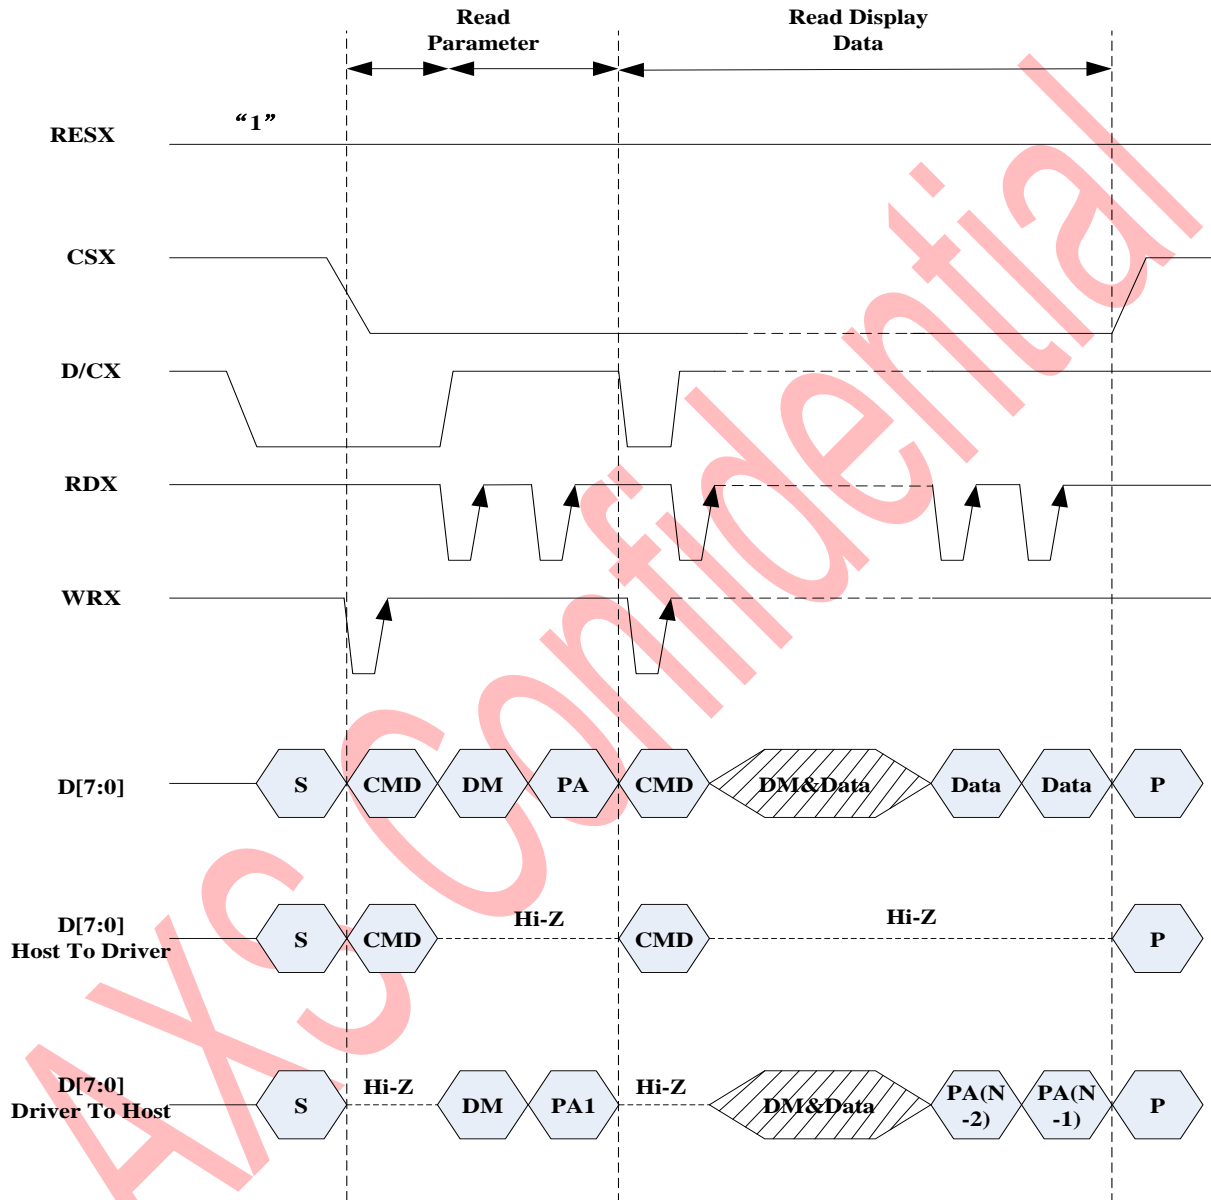 Read
Parameter
Read Display
Data
“1”
RESX
CSX
D/CX
RDX
WRX
D[7:0]
S
CMD
DM
PA
CMD
DM&Data
Data
Data
P
D[7:0]
Host To Driver
S
CMD
Hi-Z
CMD
Hi-Z
P
D[7:0]
Driver To Host
S
Hi-Z
DM
PA1
Hi-Z
DM&Data
PA(N
-2)
PA(N
-1)
P
AXS Confidential